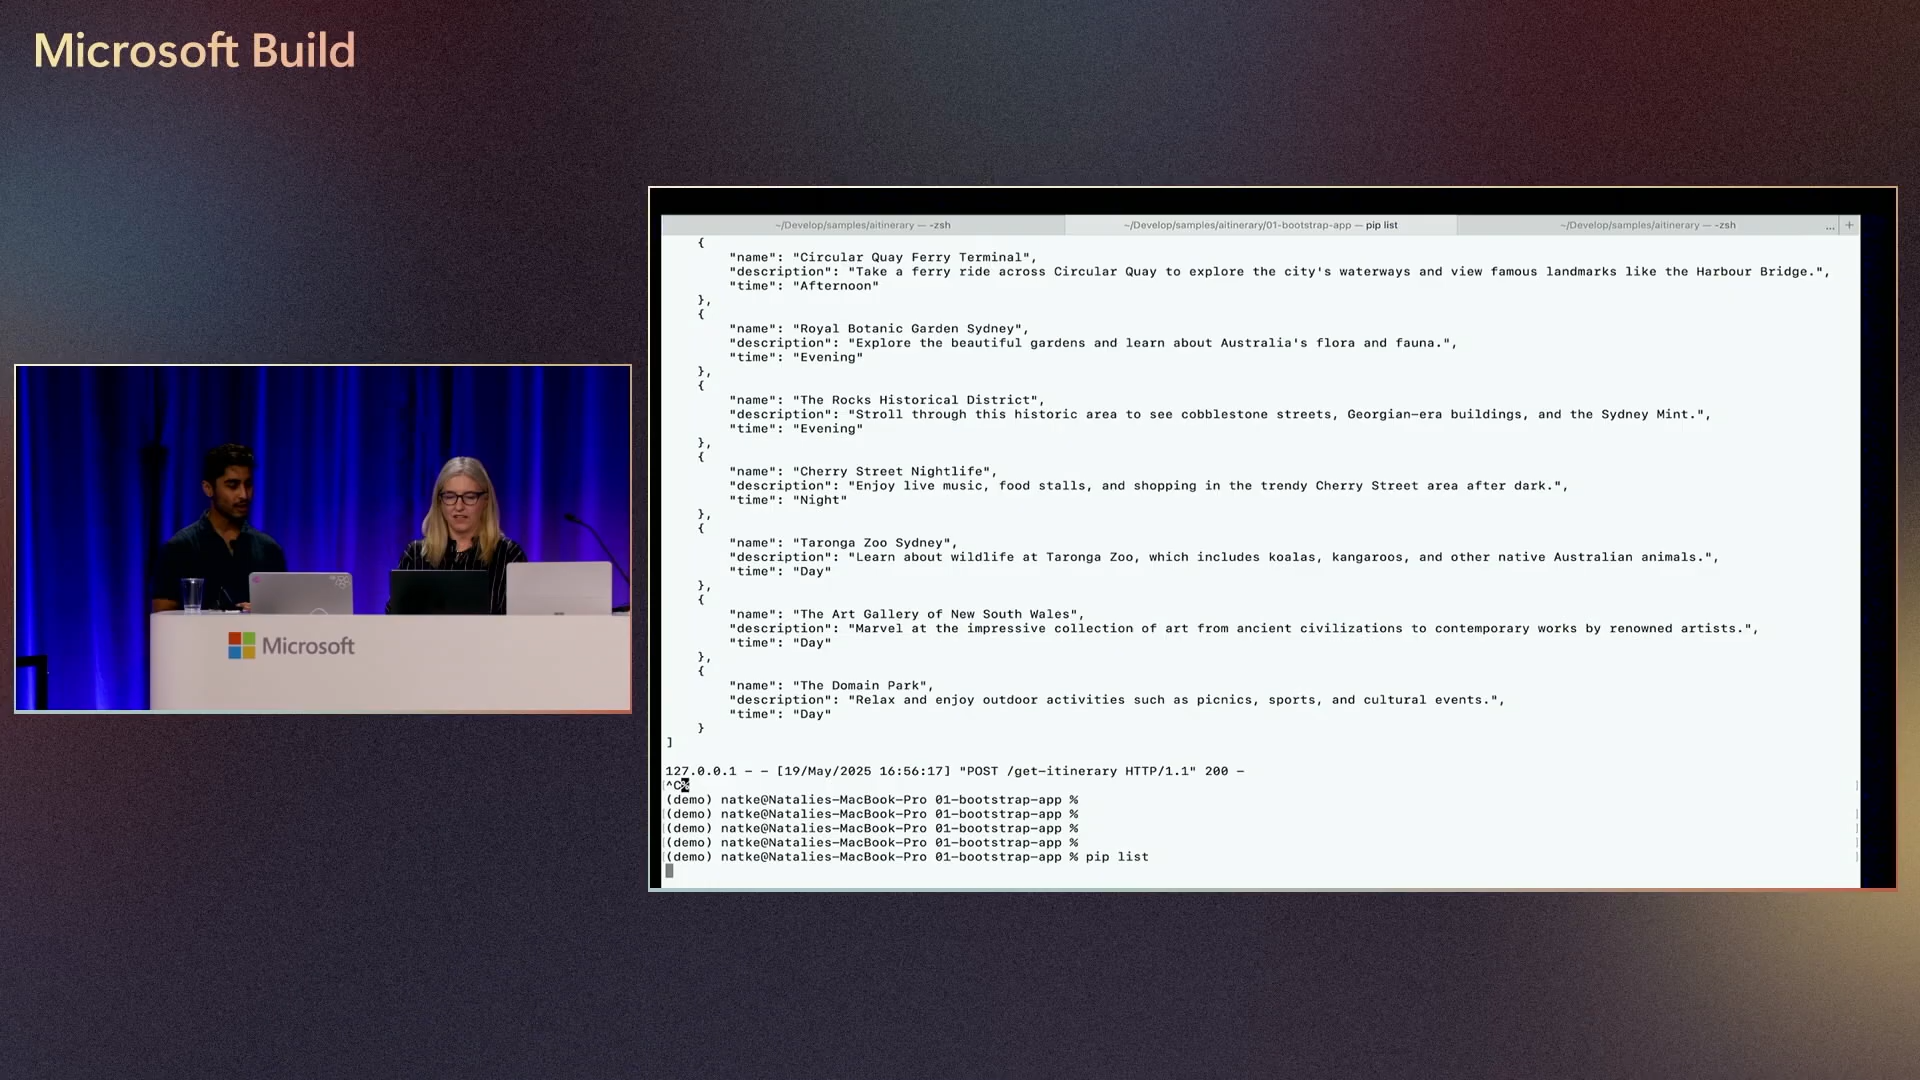 Microsoft Build
~/Develop/samples/aitinerary — -zsh
~/Develop/samples/aitinerary/01-bootstrap-app — pip list
~/Develop/samples/aitinerary — -zsh
... +
{
"name": "Circular Quay Ferry Terminal",
"description": "Take a ferry ride across Circular Quay to explore the city's waterways and view famous landmarks like the Harbour Bridge.",
"time": "Afternoon"
},
{
"name": "Royal Botanic Garden Sydney",
"description": "Explore the beautiful gardens and learn about Australia's flora and fauna.",
"time": "Evening"
},
{
"name": "The Rocks Historical District",
"description": "Stroll through this historic area to see cobblestone streets, Georgian-era buildings, and the Sydney Mint.",
"time": "Evening"
},
{
"name": "Cherry Street Nightlife",
"description": "Enjoy live music, food stalls, and shopping in the trendy Cherry Street area after dark.",
"time": "Night"
},
{
"name": "Taronga Zoo Sydney",
"description": "Learn about wildlife at Taronga Zoo, which includes koalas, kangaroos, and other native Australian animals.",
"time": "Day"
},
{
"name": "The Art Gallery of New South Wales",
"description": "Marvel at the impressive collection of art from ancient civilizations to contemporary works by renowned artists.",
"time": "Day"
},
{
"name": "The Domain Park",
"description": "Relax and enjoy outdoor activities such as picnics, sports, and cultural events.",
"time": "Day"
}
]
127.0.0.1 - - [19/May/2025 16:56:17] "POST /get-itinerary HTTP/1.1" 200 -
^C%
(demo) natke@Natalies-MacBook-Pro 01-bootstrap-app %
(demo) natke@Natalies-MacBook-Pro 01-bootstrap-app %
(demo) natke@Natalies-MacBook-Pro 01-bootstrap-app %
(demo) natke@Natalies-MacBook-Pro 01-bootstrap-app %
(demo) natke@Natalies-MacBook-Pro 01-bootstrap-app % pip list
Microsoft